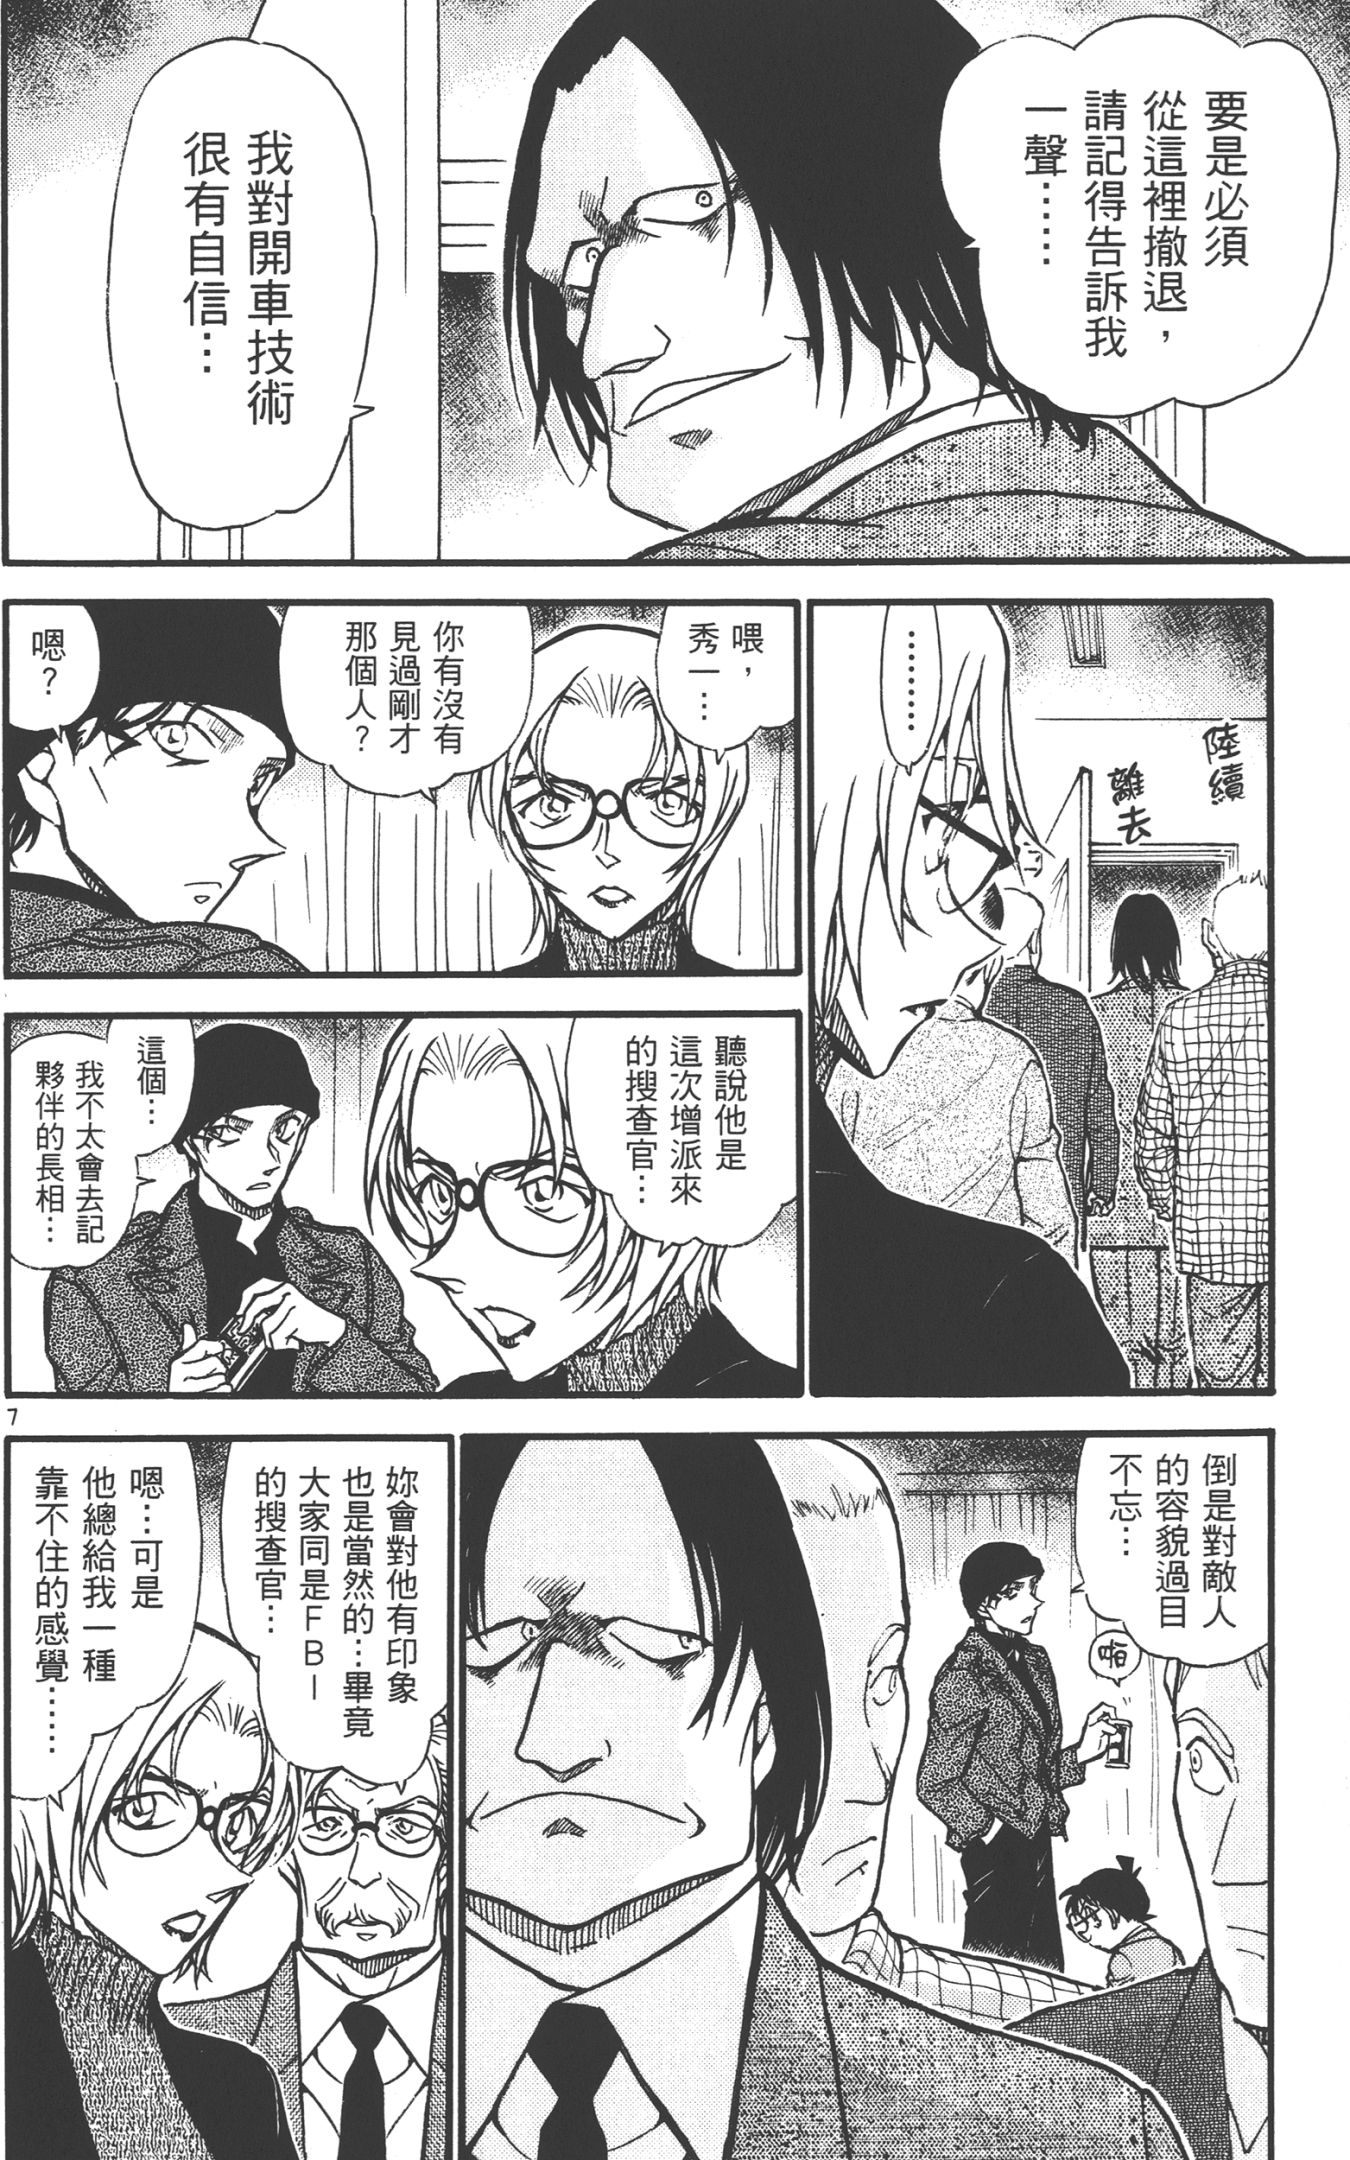 要是必須
從這裡撤退，
請記得告訴我
一聲……
我對開車技術
很有自信…
………
陸續
離去
喂，
秀一…
你有沒有
見過剛才
那個人？
嗯？
聽說他是
這次增派來
的搜查官…
這個…
我不太會去記
夥伴的長相…
倒是對敵人
的容貌過目
不忘…
啪
妳會對他有印象
也是當然的…畢竟
大家同是FBI
的搜查官…
嗯…可是
他總給我一種
靠不住的感覺……
7